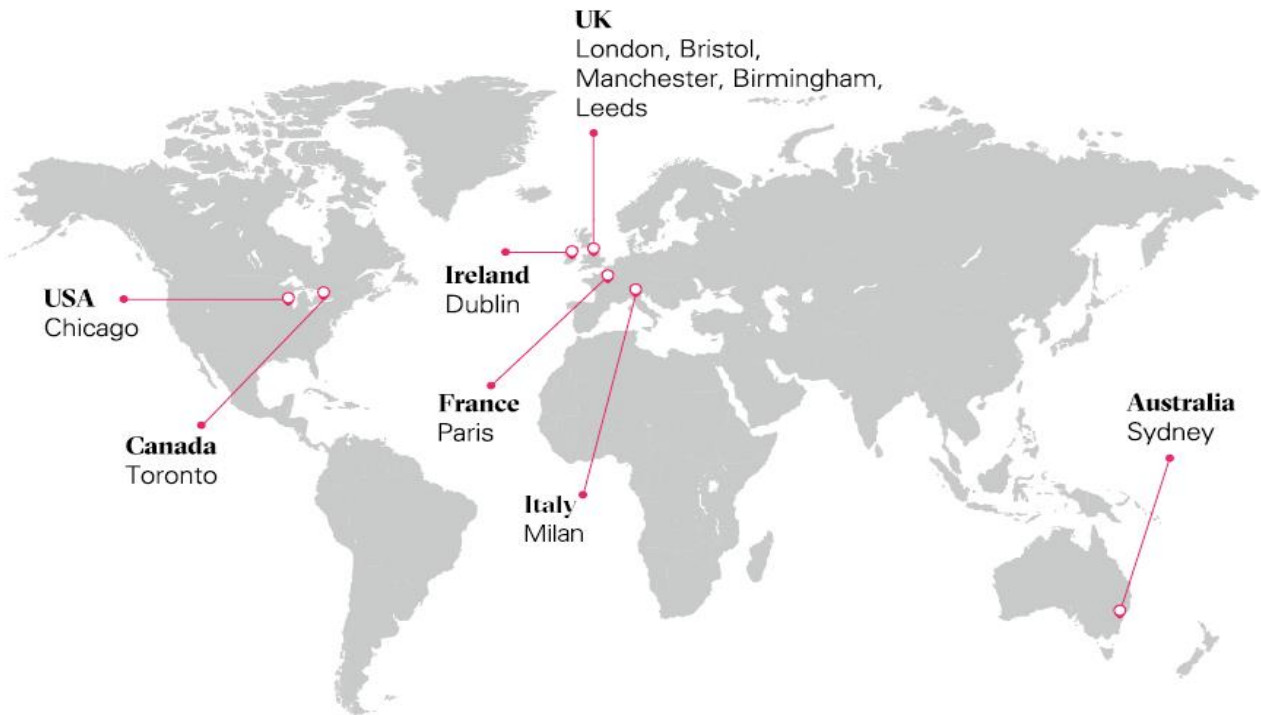 UK
London, Bristol,
Manchester, Birmingham,
Leeds
Ireland
Dublin
USA
Chicago
France
Paris
Australia
Sydney
Canada
Toronto
Italy
Milan